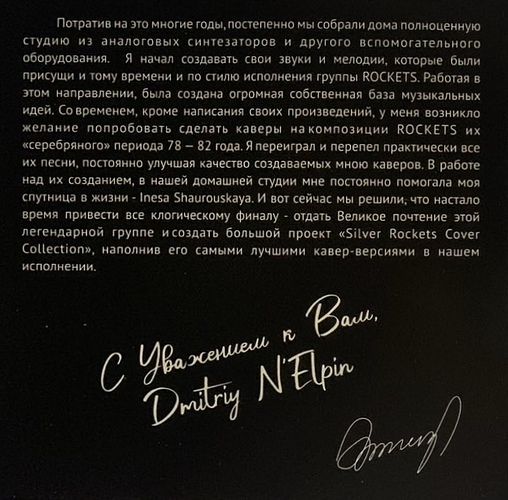 Потратив на это многие годы, постепенно мы собрали дома полноценную
студию из аналоговых синтезаторов и другого вспомогательного
оборудования. Я начал создавать свои звуки и мелодии, которые были
присущи и тому времени и по стилю исполнения группы ROCKETS. Работая в
этом направлении, была создана огромная собственная база музыкальных
идей. Со временем, кроме написания своих произведений, у меня возникло
желание попробовать сделать каверы на композиции ROCKETS их
«серебряного» периода 78 – 82 года. Я переиграл и перепел практически все
их песни, постоянно улучшая качество создаваемых мною каверов. В работе
над их созданием, в нашей домашней студии мне постоянно помогала моя
спутница в жизни - Inesa Shaurouskaya. И вот сейчас мы решили, что настало
время привести все клогическому финалу - отдать Великое почтение этой
легендарной группе и создать большой проект «Silver Rockets Cover
Collection», наполнив его самыми лучшими кавер-версиями в нашем
исполнении.
С Уважением к Вам,
Dmitriy N'Elpin